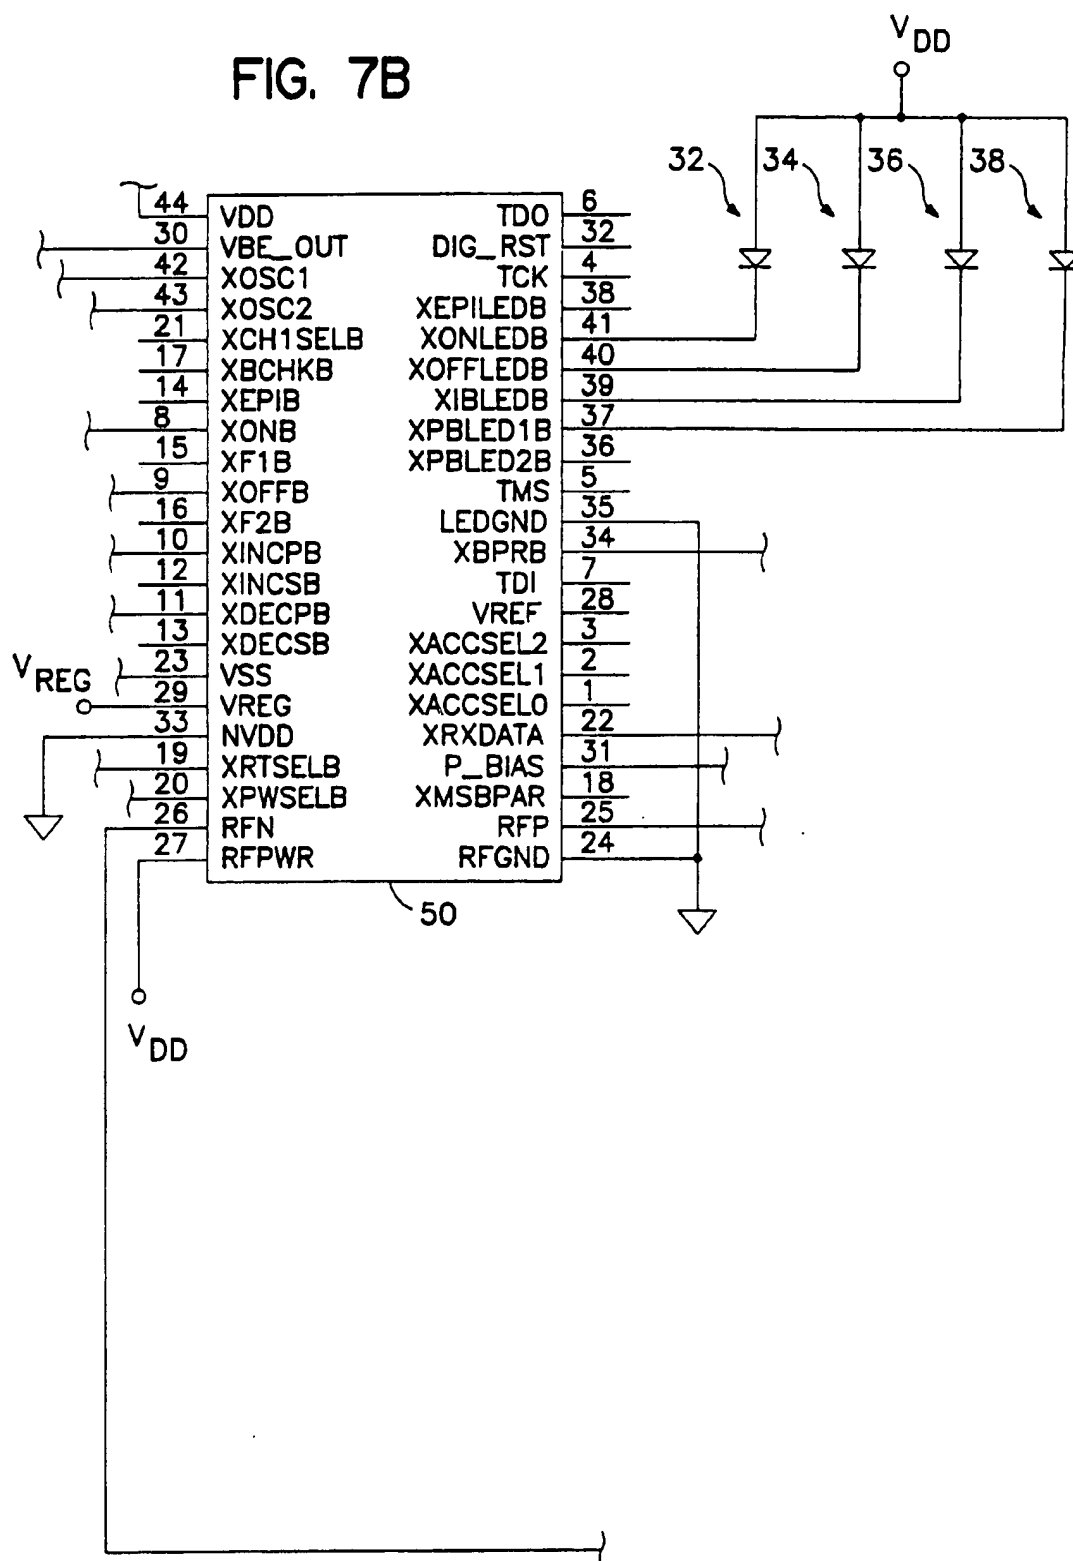 FIG. 7B
VDD
32 34 36 38
44 VDD TDO 6
30 VBE_OUT DIG_RST 32
42 XOSC1 TCK 4
43 XOSC2 XEPILEDB 38
21 XCH1SELB XONLEDB 41
17 XBCHKB XOFFLEDB 40
14 XEPIB XIBLEDB 39
8 XONB XPBLED1B 37
15 XF1B XPBLED2B 36
9 XOFFB TMS 5
16 XF2B LEDGND 35
10 XINCPB XBPRB 34
12 XINCSB TDI 7
11 XDECPB VREF 28
13 XDECSB XACCSEL2 3
23 VSS XACCSEL1 2
VREG 29 VREG XACCSEL0 1
33 NVDD XRXDATA 22
19 XRTSELB P_BIAS 31
20 XPWSELB XMSBPAR 18
26 RFN RFP 25
27 RFPWR RFGND 24
50
VDD